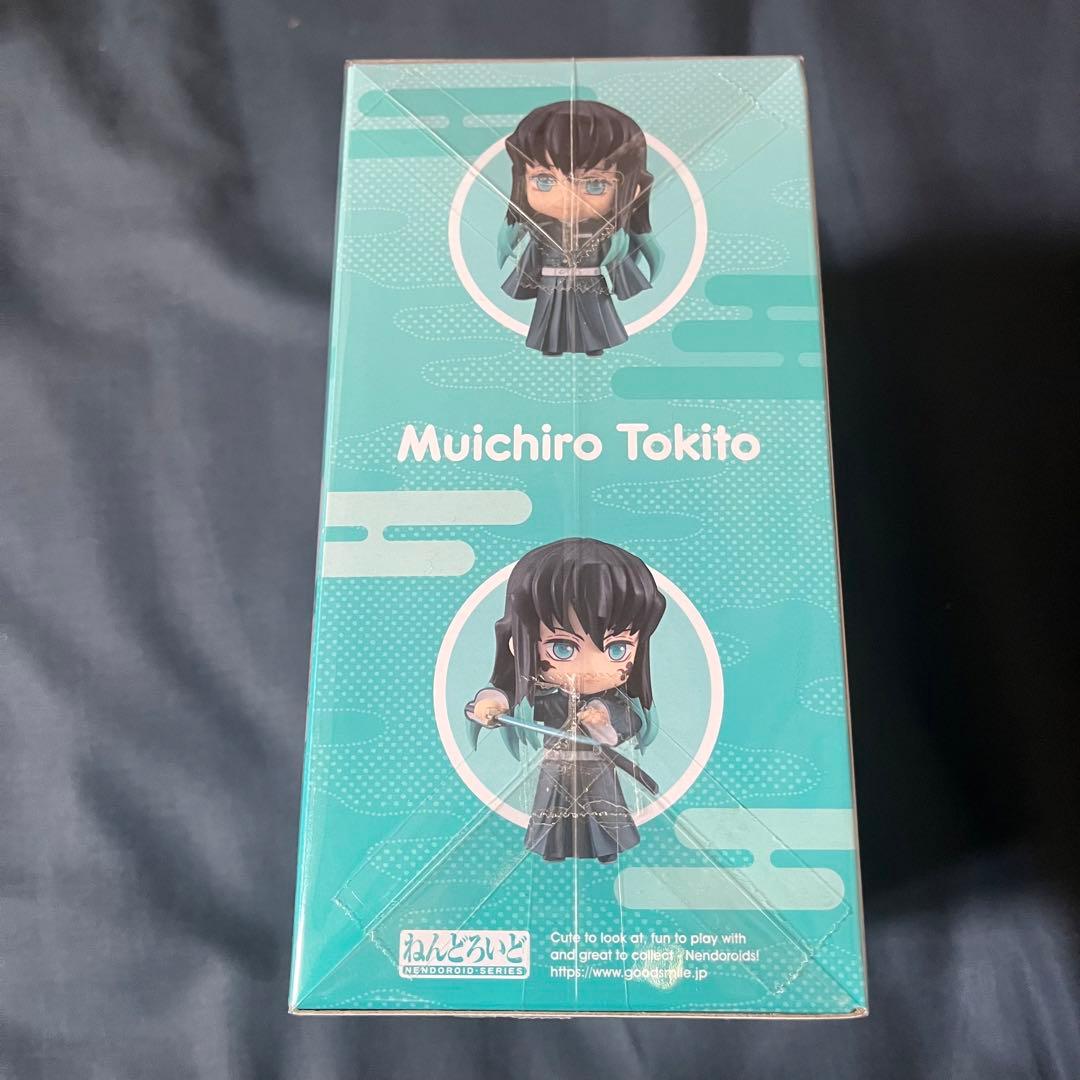 Muichiro Tokito
ねんどろいど
NENDOROID·SERIES
Cute to look at, fun to play with
and great to collect Nendoroids!
https://www.goodsmile.jp